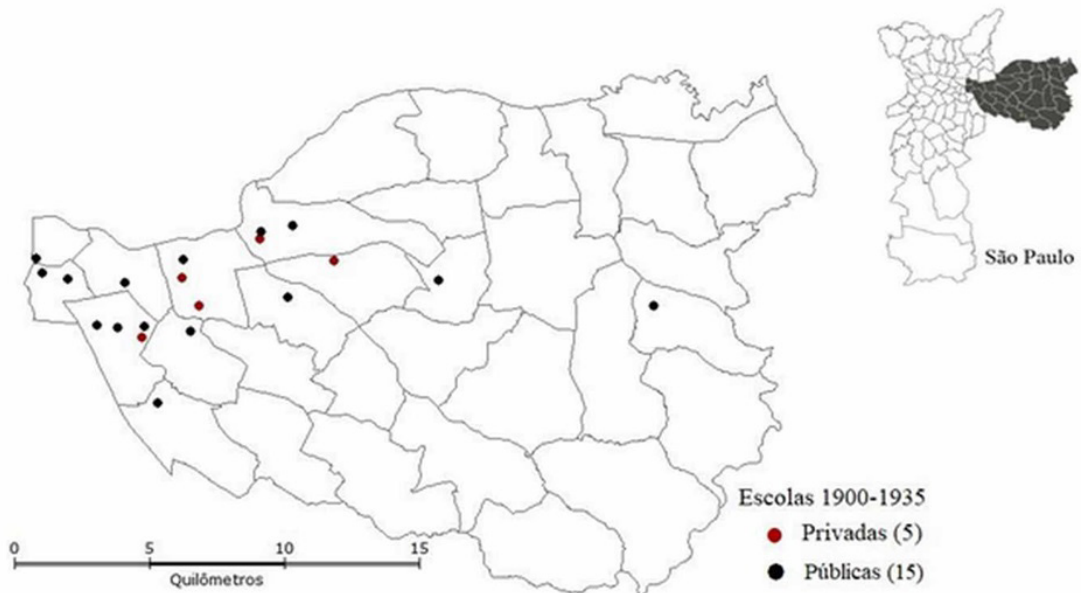 São Paulo
Escolas 1900-1935
Privadas (5)
Públicas (15)
0 5 10 15
Quilômetros